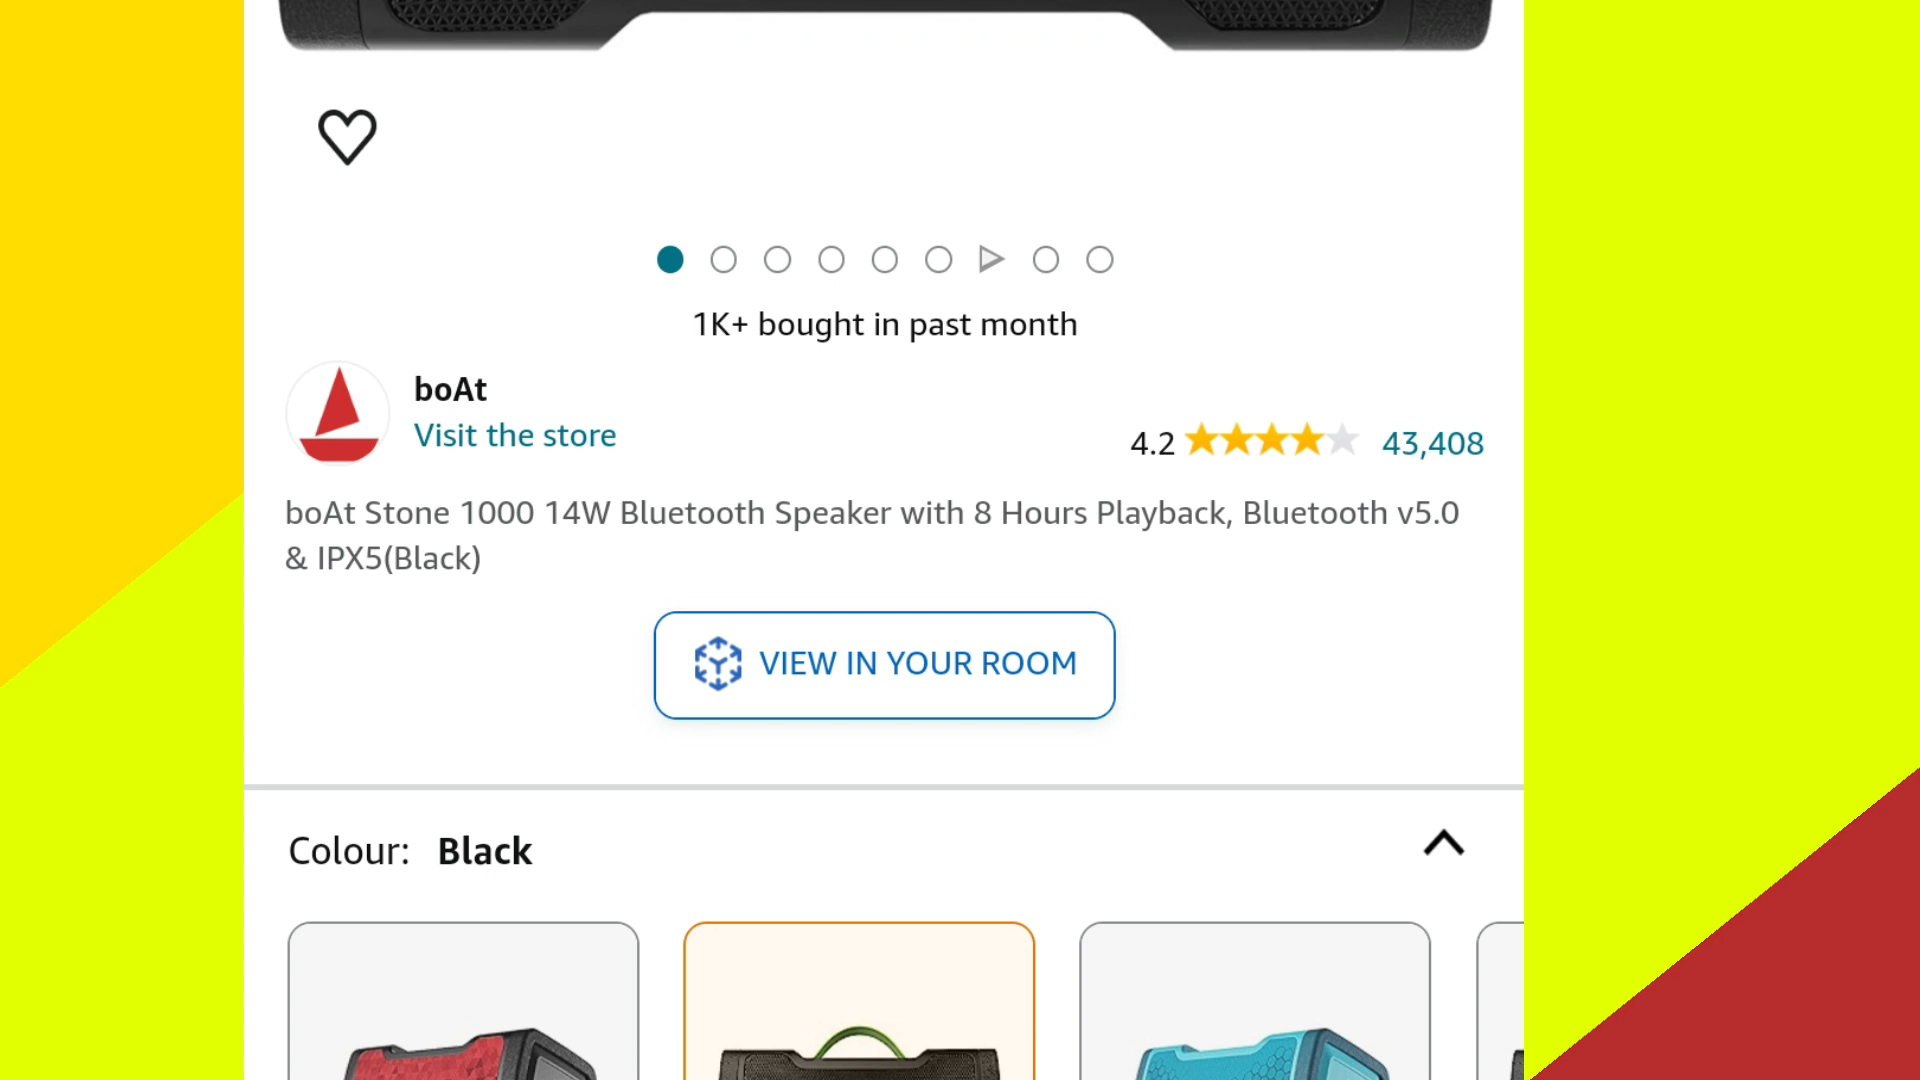 1K+ bought in past month
boAt
Visit the store
4.2 43,408
boAt Stone 1000 14W Bluetooth Speaker with 8 Hours Playback, Bluetooth v5.0
& IPX5(Black)
VIEW IN YOUR ROOM
Colour: Black